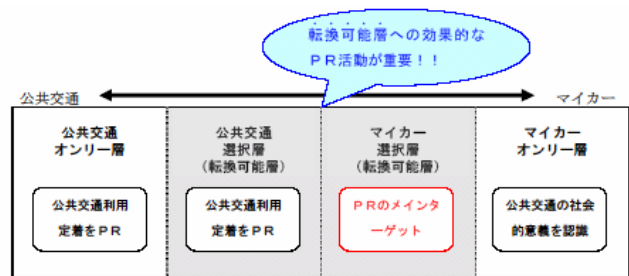 転換可能層への効果的な
PR活動が重要！！
公共交通
マイカー
公共交通
オンリー層
公共交通
選択層
(転換可能層)
マイカー
選択層
(転換可能層)
マイカー
オンリー層
公共交通利用
定着をPR
公共交通利用
定着をPR
PRのメインタ
ーゲット
公共交通の社会
的意義を認識